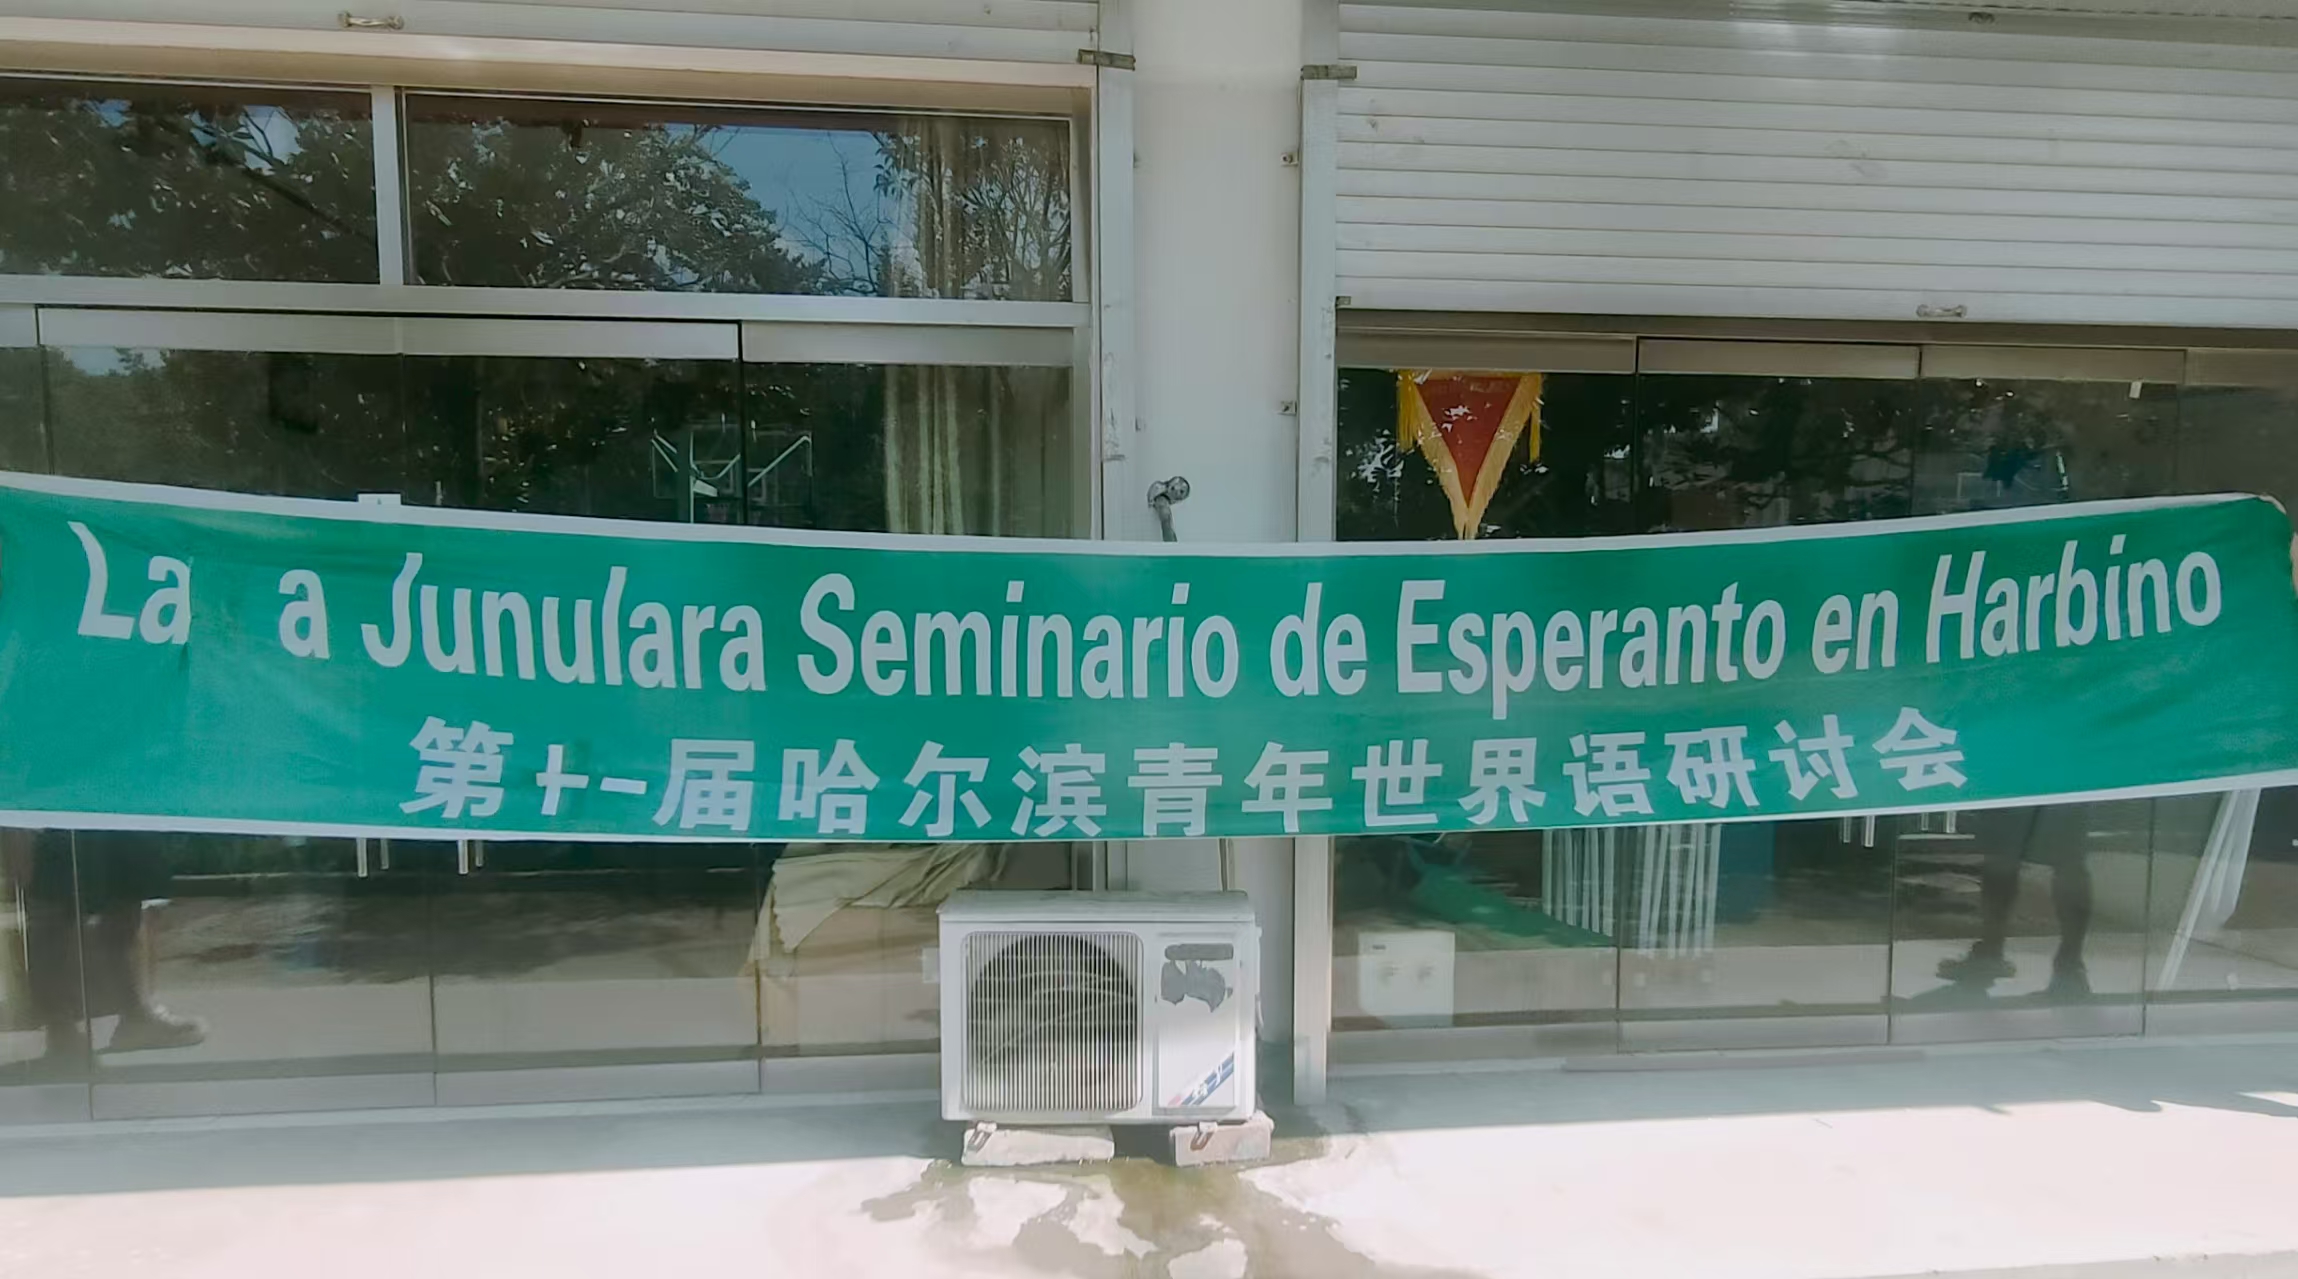 La a Junulara Seminario de Esperanto en Harbino
第十一届哈尔滨青年世界语研讨会